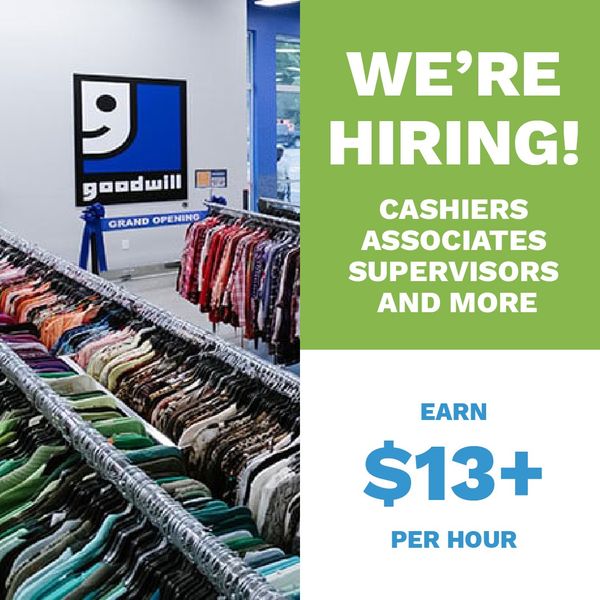 goodwill
GRAND OPENING
WE’RE
HIRING!
CASHIERS
ASSOCIATES
SUPERVISORS
AND MORE
EARN
$13+
PER HOUR